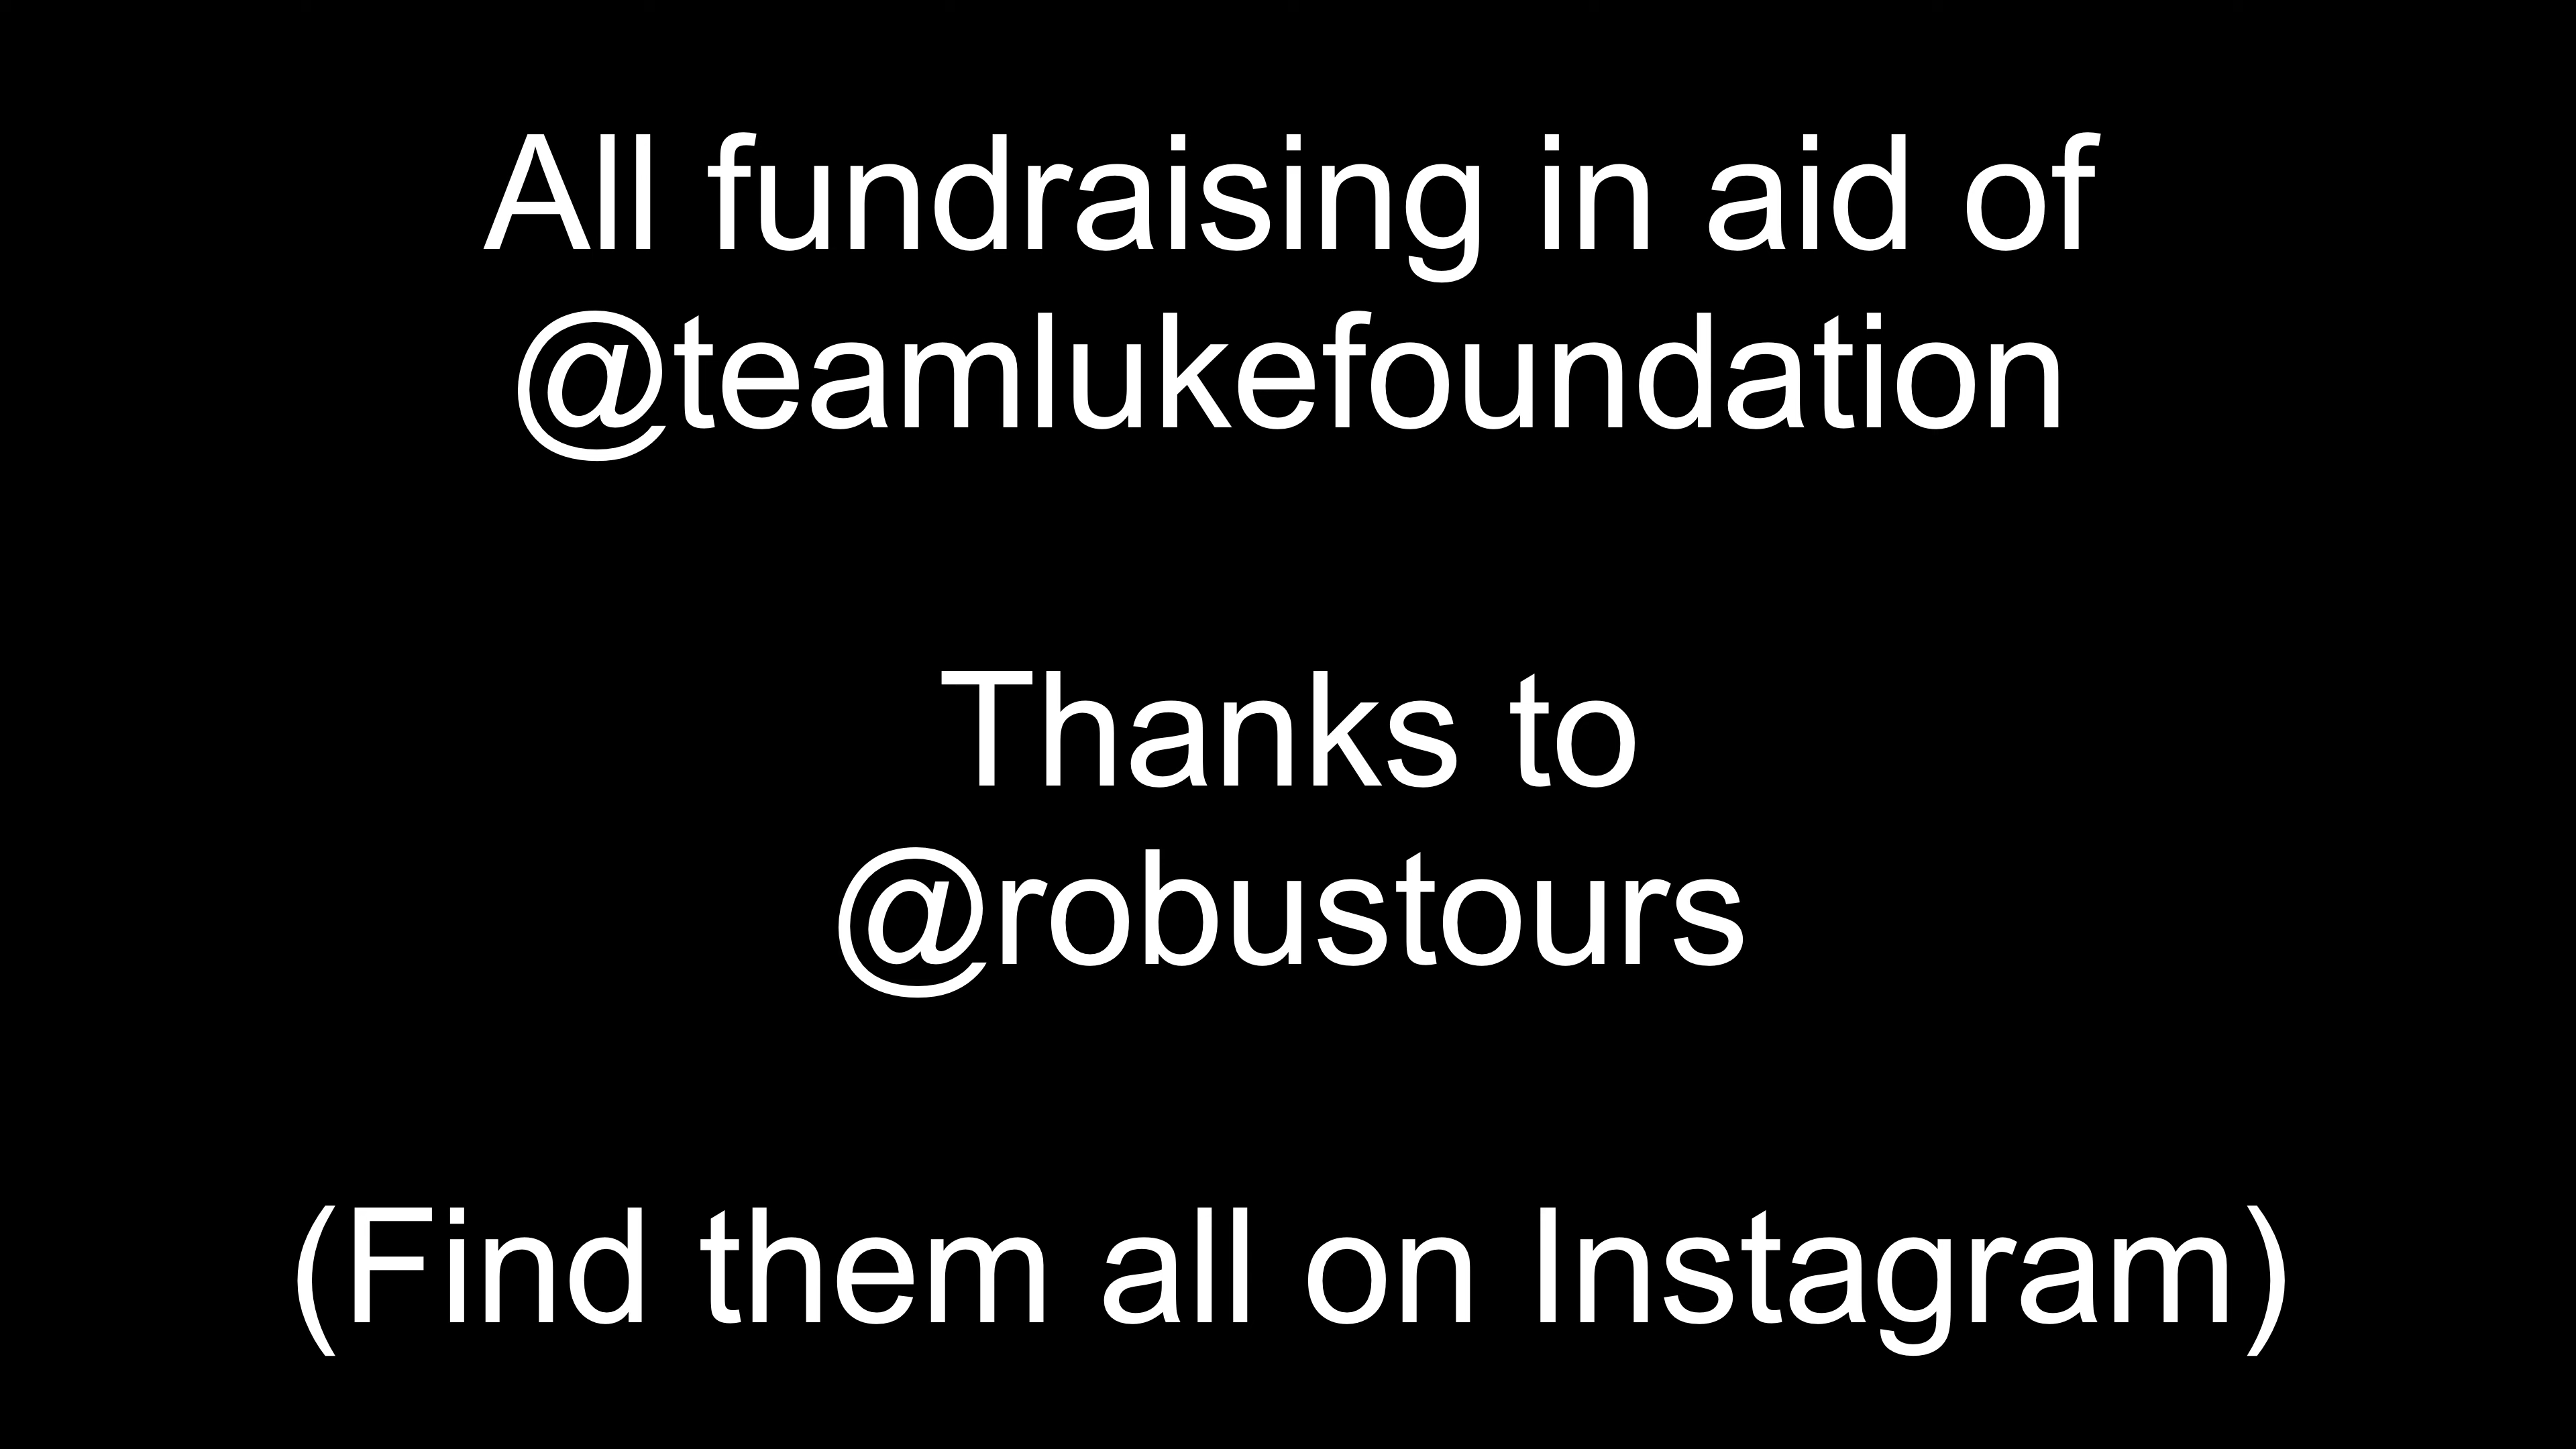 All fundraising in aid of
@teamlukefoundation
Thanks to
@robustours
(Find them all on Instagram)